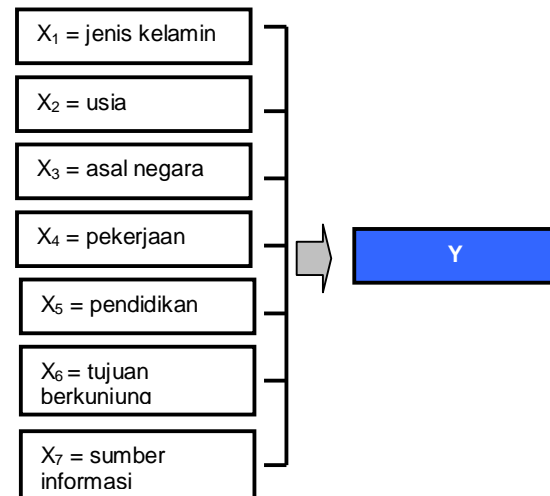 X₁ = jenis kelamin
X₂ = usia
X₃ = asal negara
X₄ = pekerjaan
X₅ = pendidikan
X₆ = tujuan
berkunjung
X₇ = sumber
informasi
Y